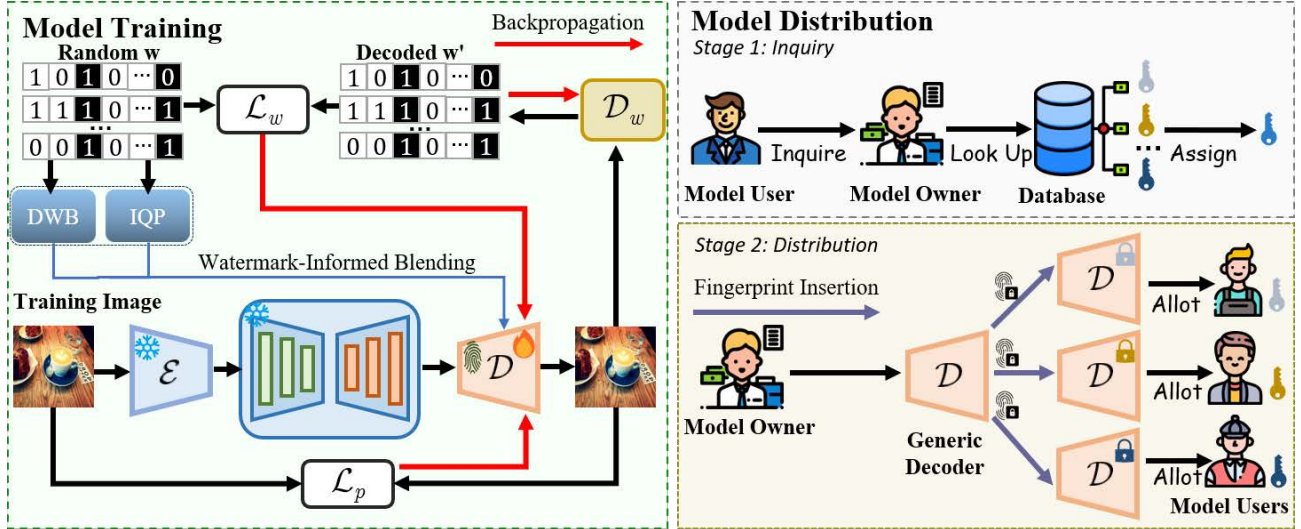 Model Training
Random w
1 0 1 0 ... 0
1 1 1 0 ... 1
...
0 0 1 0 ... 1
Decoded w'
1 0 1 0 ... 0
1 1 1 0 ... 1
...
0 0 1 0 ... 1
Backpropagation
ℒw
𝒟w
DWB
IQP
Watermark-Informed Blending
Training Image
ℰ
𝒟
ℒp
Model Distribution
Stage 1: Inquiry
Inquire
Look Up
...
Assign
Model User
Model Owner
Database
Stage 2: Distribution
Fingerprint Insertion
Model Owner
𝒟
Generic
Decoder
𝒟
Allot
𝒟
Allot
𝒟
Allot
Model Users